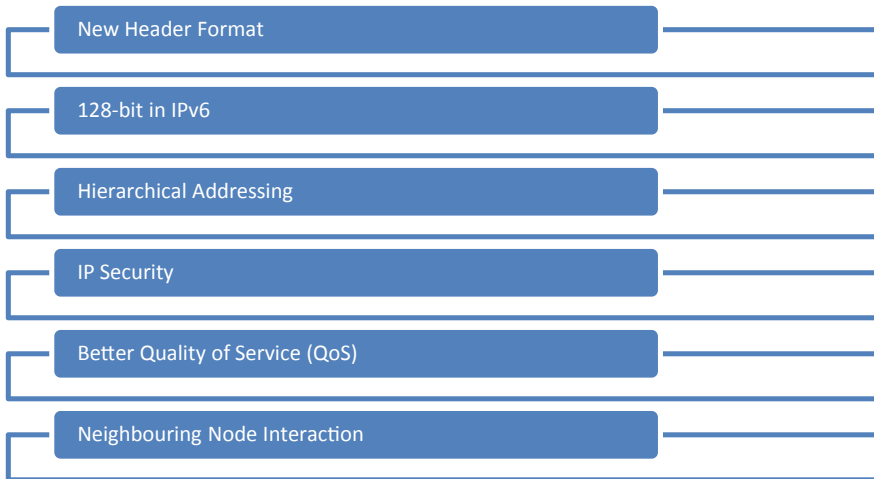 New Header Format
128-bit in IPv6
Hierarchical Addressing
IP Security
Better Quality of Service (QoS)
Neighbouring Node Interaction